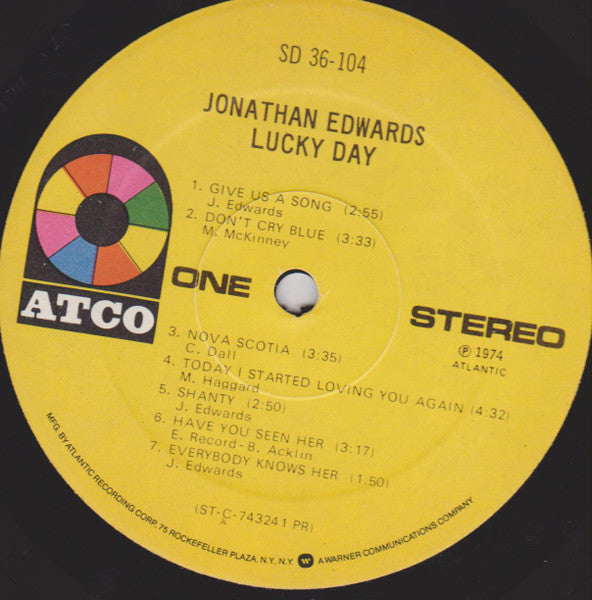 SD 36-104
JONATHAN EDWARDS
LUCKY DAY
1. GIVE US A SONG (2:55)
J. Edwards
2. DON'T CRY BLUE (3:33)
M. McKinney
ATCO
ONE
STEREO
℗ 1974
ATLANTIC
3. NOVA SCOTIA (3:35)
C. Dall
4. TODAY I STARTED LOVING YOU AGAIN (4:32)
M. Haggard
5. SHANTY (2:50)
J. Edwards
6. HAVE YOU SEEN HER (3:17)
E. Record-B. Acklin
7. EVERYBODY KNOWS HER (1:50)
J. Edwards
(ST-C-743241 PR)
A
MFG. BY ATLANTIC RECORDING CORP. 75 ROCKEFELLER PLAZA, N.Y., N.Y. W A WARNER COMMUNICATIONS COMPANY